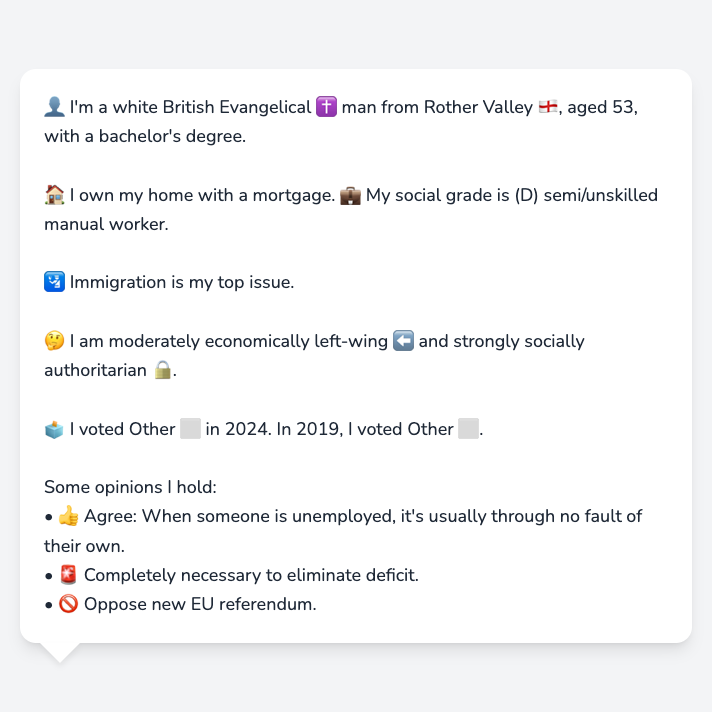 👤 I'm a white British Evangelical ✝️ man from Rother Valley 🏴󠁧󠁢󠁥󠁮󠁧󠁿, aged 53,
with a bachelor's degree.
🏠 I own my home with a mortgage. 💼 My social grade is (D) semi/unskilled
manual worker.
🛂 Immigration is my top issue.
🤔 I am moderately economically left-wing ⬅️ and strongly socially
authoritarian 🔒.
🗳️ I voted Other ⬜ in 2024. In 2019, I voted Other ⬜.
Some opinions I hold:
• 👍 Agree: When someone is unemployed, it's usually through no fault of
their own.
• 🚨 Completely necessary to eliminate deficit.
• 🚫 Oppose new EU referendum.